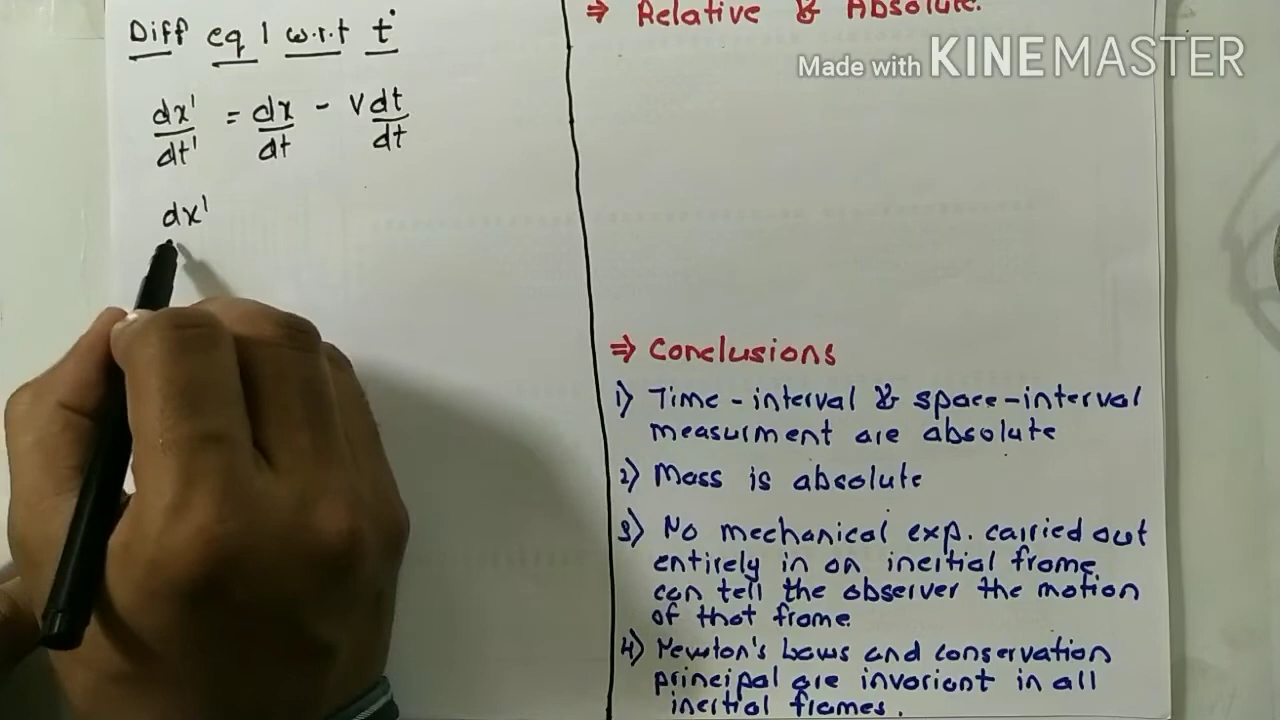 Diff eq 1 w.r.t t
dx'/dt' = dx/dt - v dt/dt
dx'
⇒ Relative & Absolute.
Made with KINEMASTER
⇒ Conclusions
1) Time-interval & space-interval
measurment are absolute
2) Mass is absolute
3) No mechanical exp. carried out
entirely in an inertial frame
can tell the observer the motion
of that frame
4) Newton's Laws and conservation
principal are invarient in all
inertial frames.